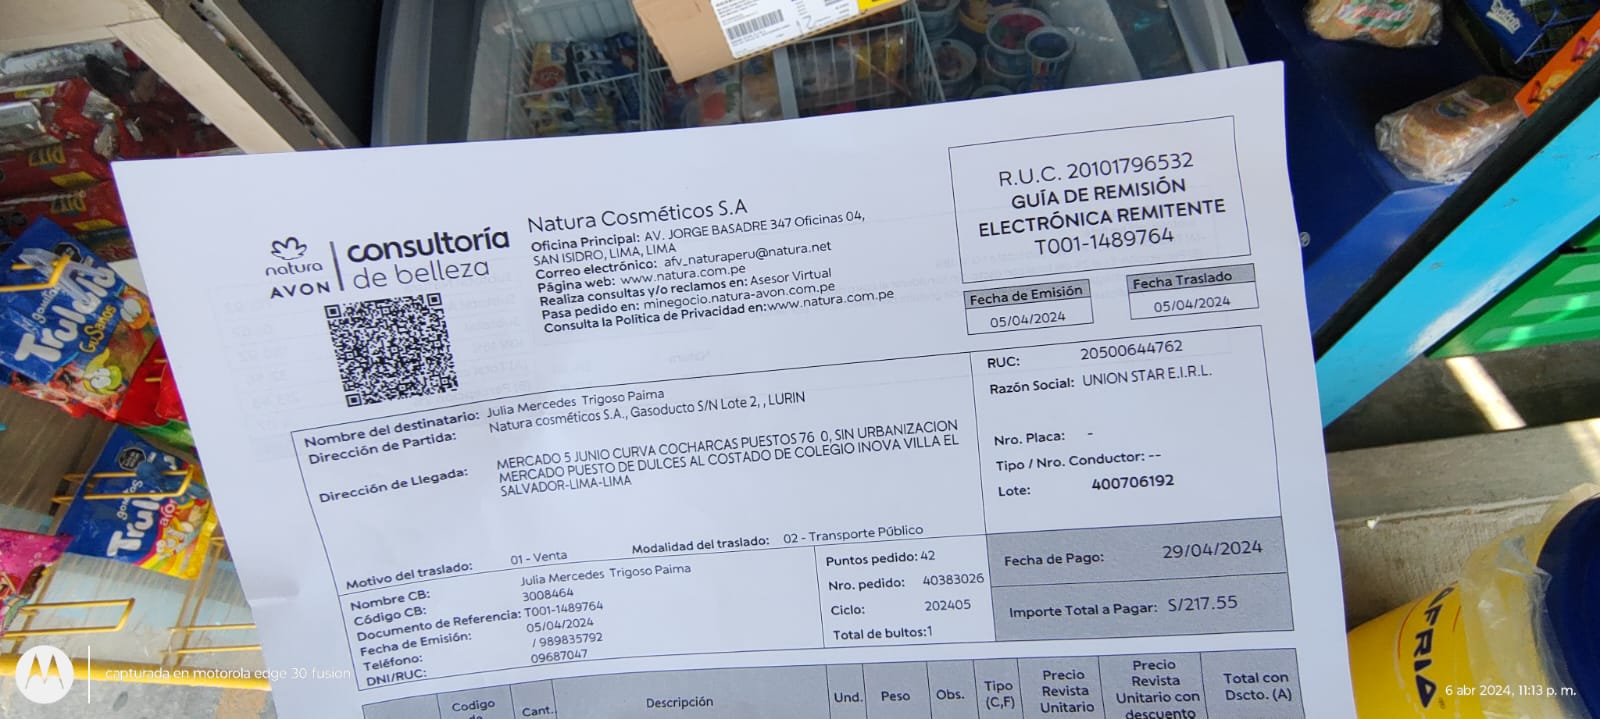 R.U.C. 20101796532
GUÍA DE REMISIÓN
ELECTRÓNICA REMITENTE
T001-1489764
natura
AVON
consultoría
de belleza
Natura Cosméticos S.A
Oficina Principal: AV. JORGE BASADRE 347 Oficinas 04,
SAN ISIDRO, LIMA, LIMA
Correo electrónico: afv_naturaperu@natura.net
Página web: www.natura.com.pe
Realiza consultas y/o reclamos en: Asesor Virtual
Pasa pedido en: minegocio.natura-avon.com.pe
Consulta la Política de Privacidad en:www.natura.com.pe
Fecha de Emisión
05/04/2024
Fecha Traslado
05/04/2024
Nombre del destinatario: Julia Mercedes Trigoso Paima
Dirección de Partida: Natura cosméticos S.A., Gasoducto S/N Lote 2, , LURIN
Dirección de Llegada: MERCADO 5 JUNIO CURVA COCHARCAS PUESTOS 76 0, SIN URBANIZACION
MERCADO PUESTO DE DULCES AL COSTADO DE COLEGIO INOVA VILLA EL
SALVADOR-LIMA-LIMA
Motivo del traslado: 01 - Venta Modalidad del traslado: 02 - Transporte Público
RUC: 20500644762
Razón Social: UNION STAR E.I.R.L.
Nro. Placa: -
Tipo / Nro. Conductor: --
Lote: 400706192
Nombre CB: Julia Mercedes Trigoso Paima
Código CB: 3008464
Documento de Referencia: T001-1489764
Fecha de Emisión: 05/04/2024
Teléfono: / 989835792
DNI/RUC: 09687047
Puntos pedido: 42
Nro. pedido: 40383026
Ciclo: 202405
Total de bultos:1
Fecha de Pago: 29/04/2024
Importe Total a Pagar: S/217.55
Codigo
Cant.
Descripción
Und.
Peso
Obs.
Tipo
(C,F)
Precio
Revista
Unitario
Precio
Revista
Unitario con
descuento
Total con
Dscto. (A)
Trululu
Gusanos
gomitas
Trul
aros
RITZ
capturada en motorola edge 30 fusion
6 abr 2024, 11:13 p. m.